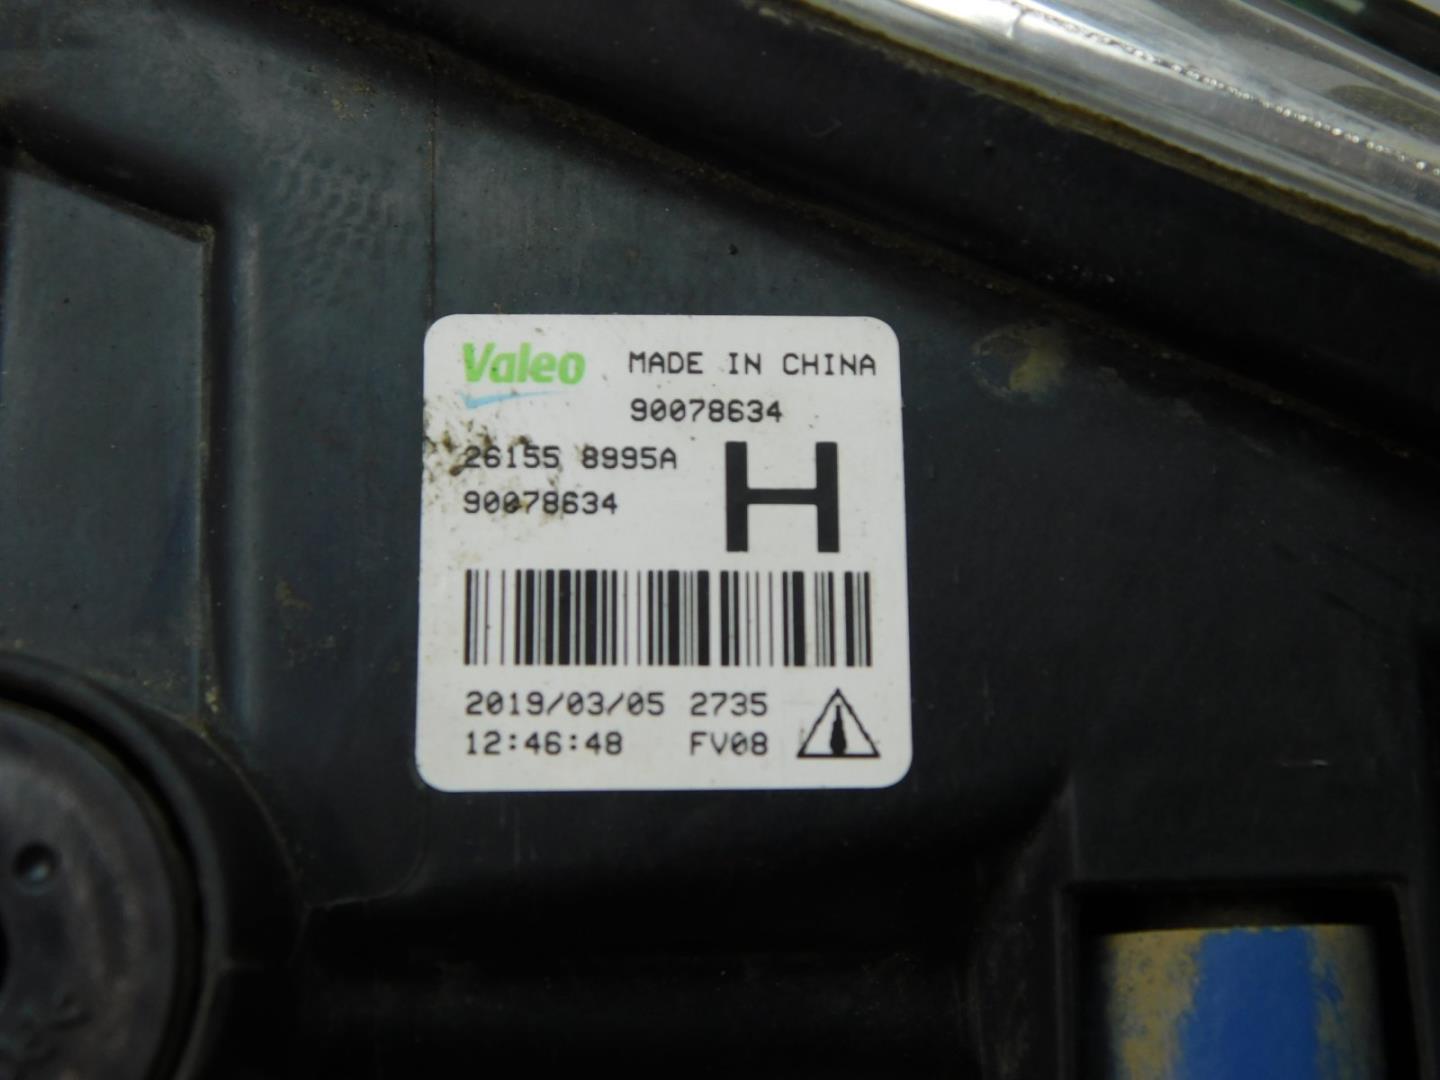 Valeo MADE IN CHINA
90078634
26155 8995A
90078634
H
2019/03/05 2735
12:46:48 FV08